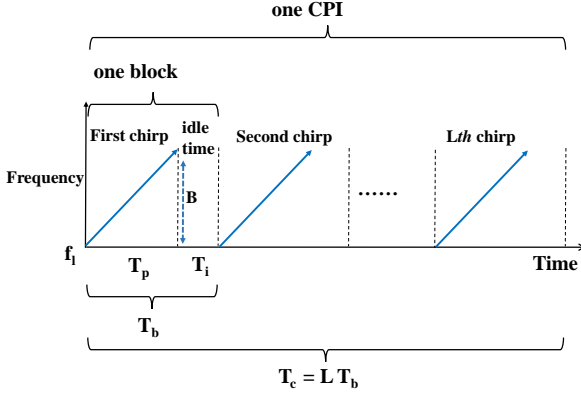 one CPI
one block
First chirp
idle
time
Second chirp
Lth chirp
Frequency
B
......
f_l
T_p
T_i
Time
T_b
T_c = L T_b